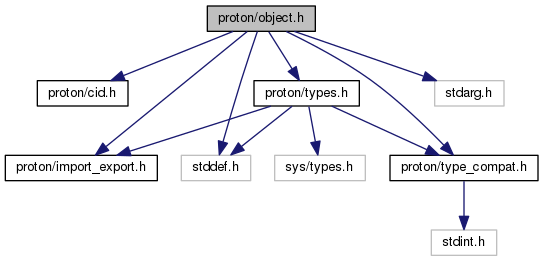 proton/object.h
proton/cid.h
proton/types.h
stdarg.h
proton/import_export.h
stddef.h
sys/types.h
proton/type_compat.h
stdint.h